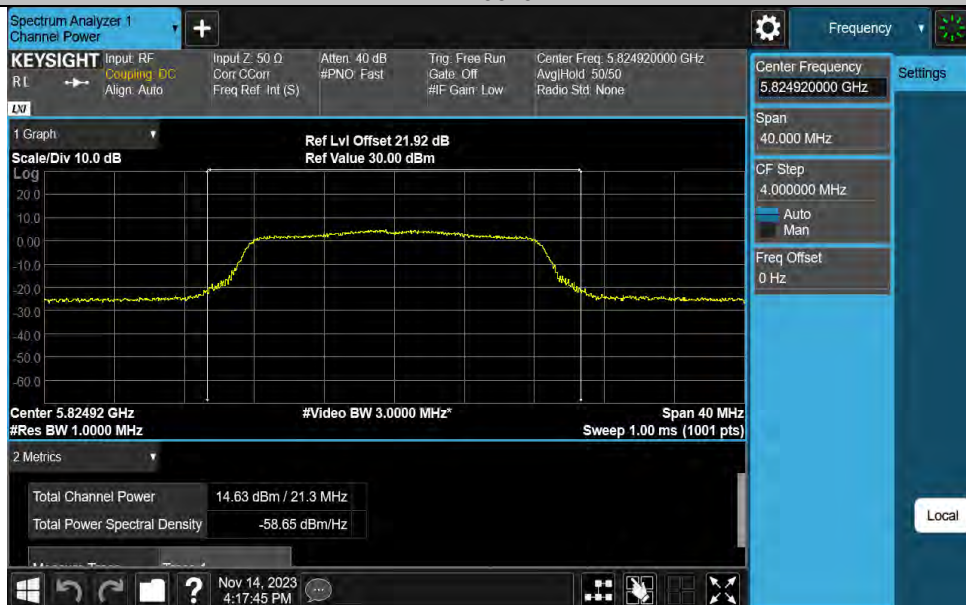 Spectrum Analyzer 1
Channel Power
+
Frequency
KEYSIGHT
RL
LXI
Input: RF
Coupling: DC
Align: Auto
Input Z: 50 Ω
Corr CCorr
Freq Ref: Int (S)
Atten: 40 dB
#PNO: Fast
Trig: Free Run
Gate: Off
#IF Gain: Low
Center Freq: 5.824920000 GHz
Avg|Hold: 50/50
Radio Std: None
Center Frequency
5.824920000 GHz
Settings
Span
40.000 MHz
CF Step
4.000000 MHz
Auto
Man
Freq Offset
0 Hz
Local
1 Graph
Scale/Div 10.0 dB
Ref Lvl Offset 21.92 dB
Ref Value 30.00 dBm
Log
20.0
10.0
0.00
-10.0
-20.0
-30.0
-40.0
-50.0
-60.0
Center 5.82492 GHz
#Res BW 1.0000 MHz
#Video BW 3.0000 MHz*
Span 40 MHz
Sweep 1.00 ms (1001 pts)
2 Metrics
Total Channel Power 14.63 dBm / 21.3 MHz
Total Power Spectral Density -58.65 dBm/Hz
?
Nov 14, 2023
4:17:45 PM